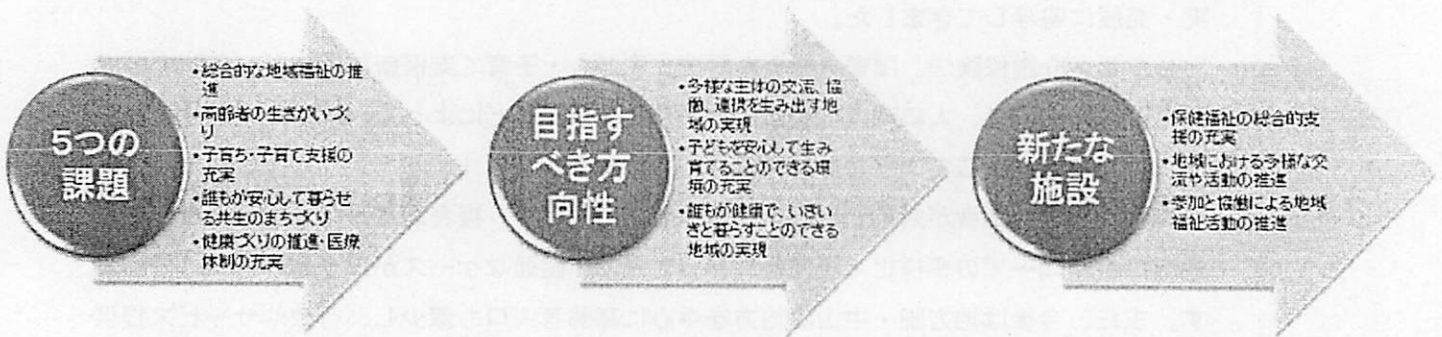 5つの
課題
•総合的な地域福祉の推
進
•高齢者の生きがいづく
り
•子育ち・子育て支援の
充実
•誰もが安心して暮らせ
る共生のまちづくり
•健康づくりの推進・医療
体制の充実
目指す
べき方
向性
•多様な主体の交流、協
働、連携を生み出す地
域の実現
•子どもを安心して生み
育てることのできる環
境の充実
•誰もが健康で、いきい
きと暮らすことのできる
地域の実現
新たな
施設
•保健福祉の総合的支
援の充実
•地域における多様な交
流や活動の推進
•参加と協働による地域
福祉活動の推進